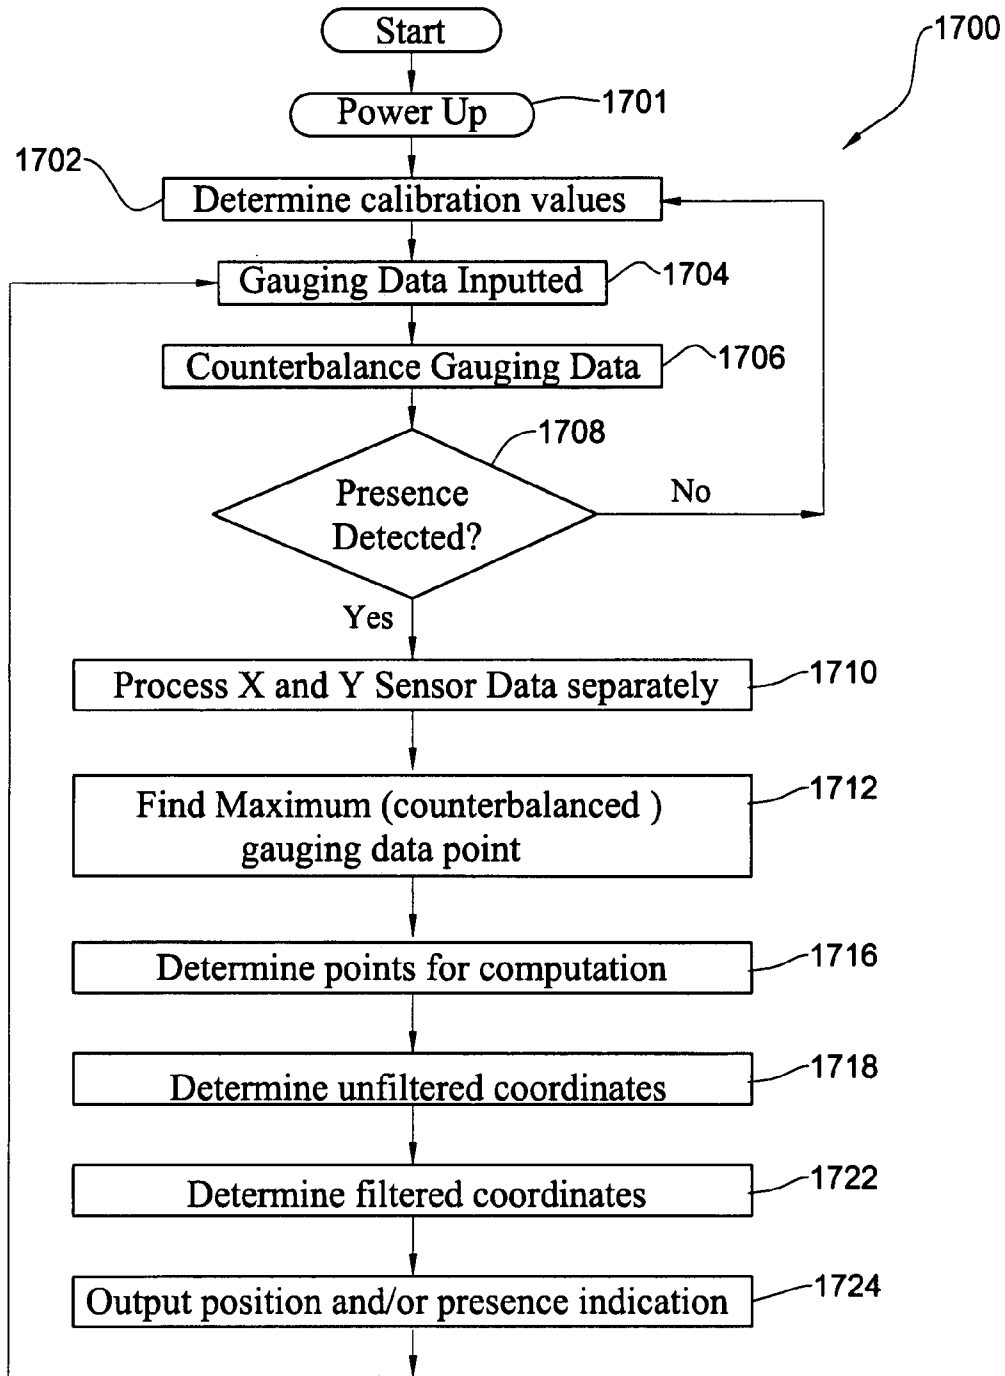 Start
1700
Power Up
1701
1702
Determine calibration values
Gauging Data Inputted
1704
Counterbalance Gauging Data
1706
1708
Presence
Detected?
No
Yes
Process X and Y Sensor Data separately
1710
Find Maximum (counterbalanced )
gauging data point
1712
Determine points for computation
1716
Determine unfiltered coordinates
1718
Determine filtered coordinates
1722
Output position and/or presence indication
1724